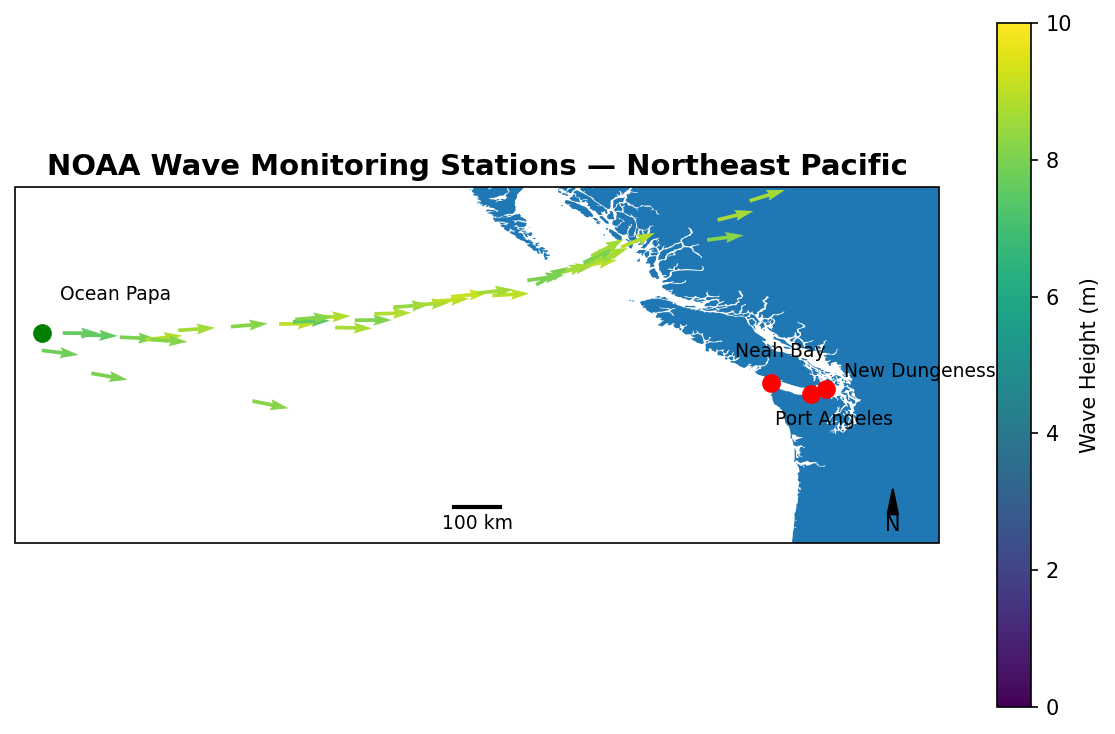 NOAA Wave Monitoring Stations — Northeast Pacific
Ocean Papa
Neah Bay
New Dungeness
Port Angeles
100 km
N
10
8
6
4
2
0
Wave Height (m)